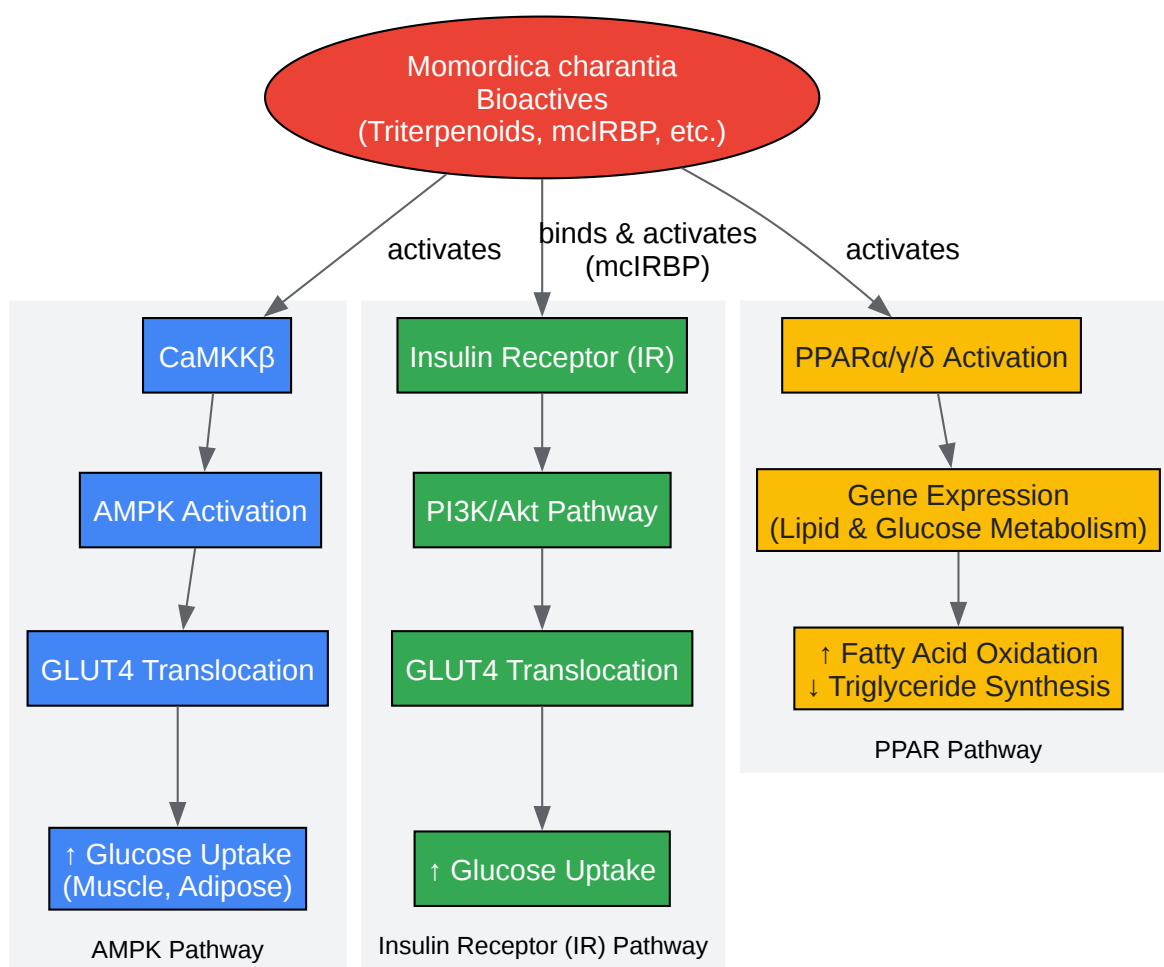 Momordica charantia
Bioactives
(Triterpenoids, mcIRBP, etc.)
activates
binds & activates
(mcIRBP)
activates
CaMKKβ
AMPK Activation
GLUT4 Translocation
↑ Glucose Uptake
(Muscle, Adipose)
AMPK Pathway
Insulin Receptor (IR)
PI3K/Akt Pathway
GLUT4 Translocation
↑ Glucose Uptake
Insulin Receptor (IR) Pathway
PPARα/γ/δ Activation
Gene Expression
(Lipid & Glucose Metabolism)
↑ Fatty Acid Oxidation
↓ Triglyceride Synthesis
PPAR Pathway